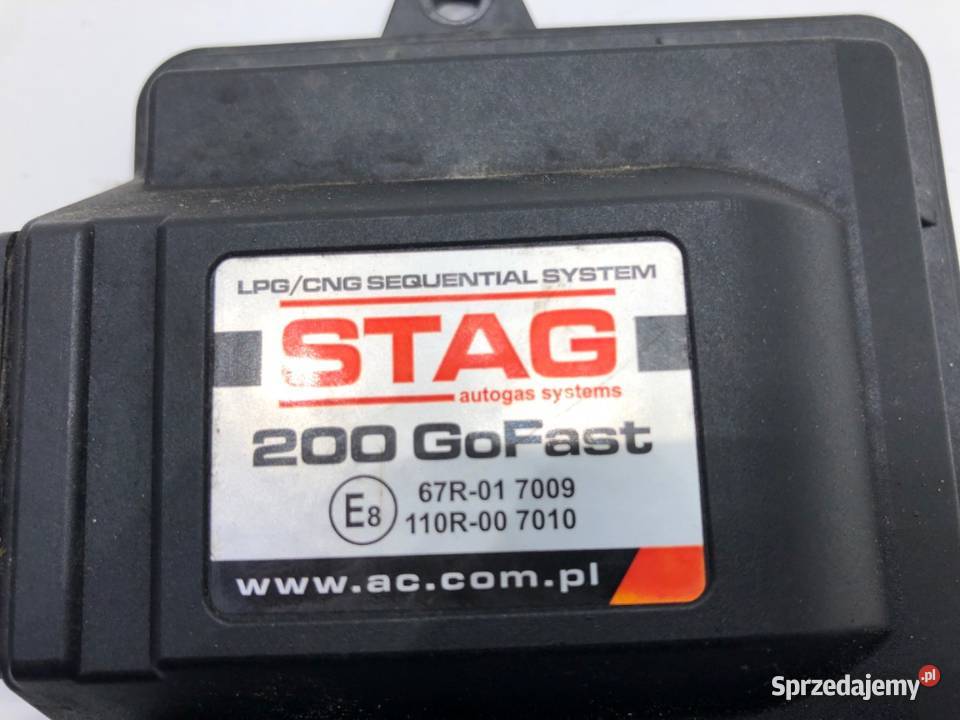 LPG/CNG SEQUENTIAL SYSTEM
STAG
autogas systems
200 GoFast
E8 67R-01 7009
110R-00 7010
www.ac.com.pl
Sprzedajemy.pl